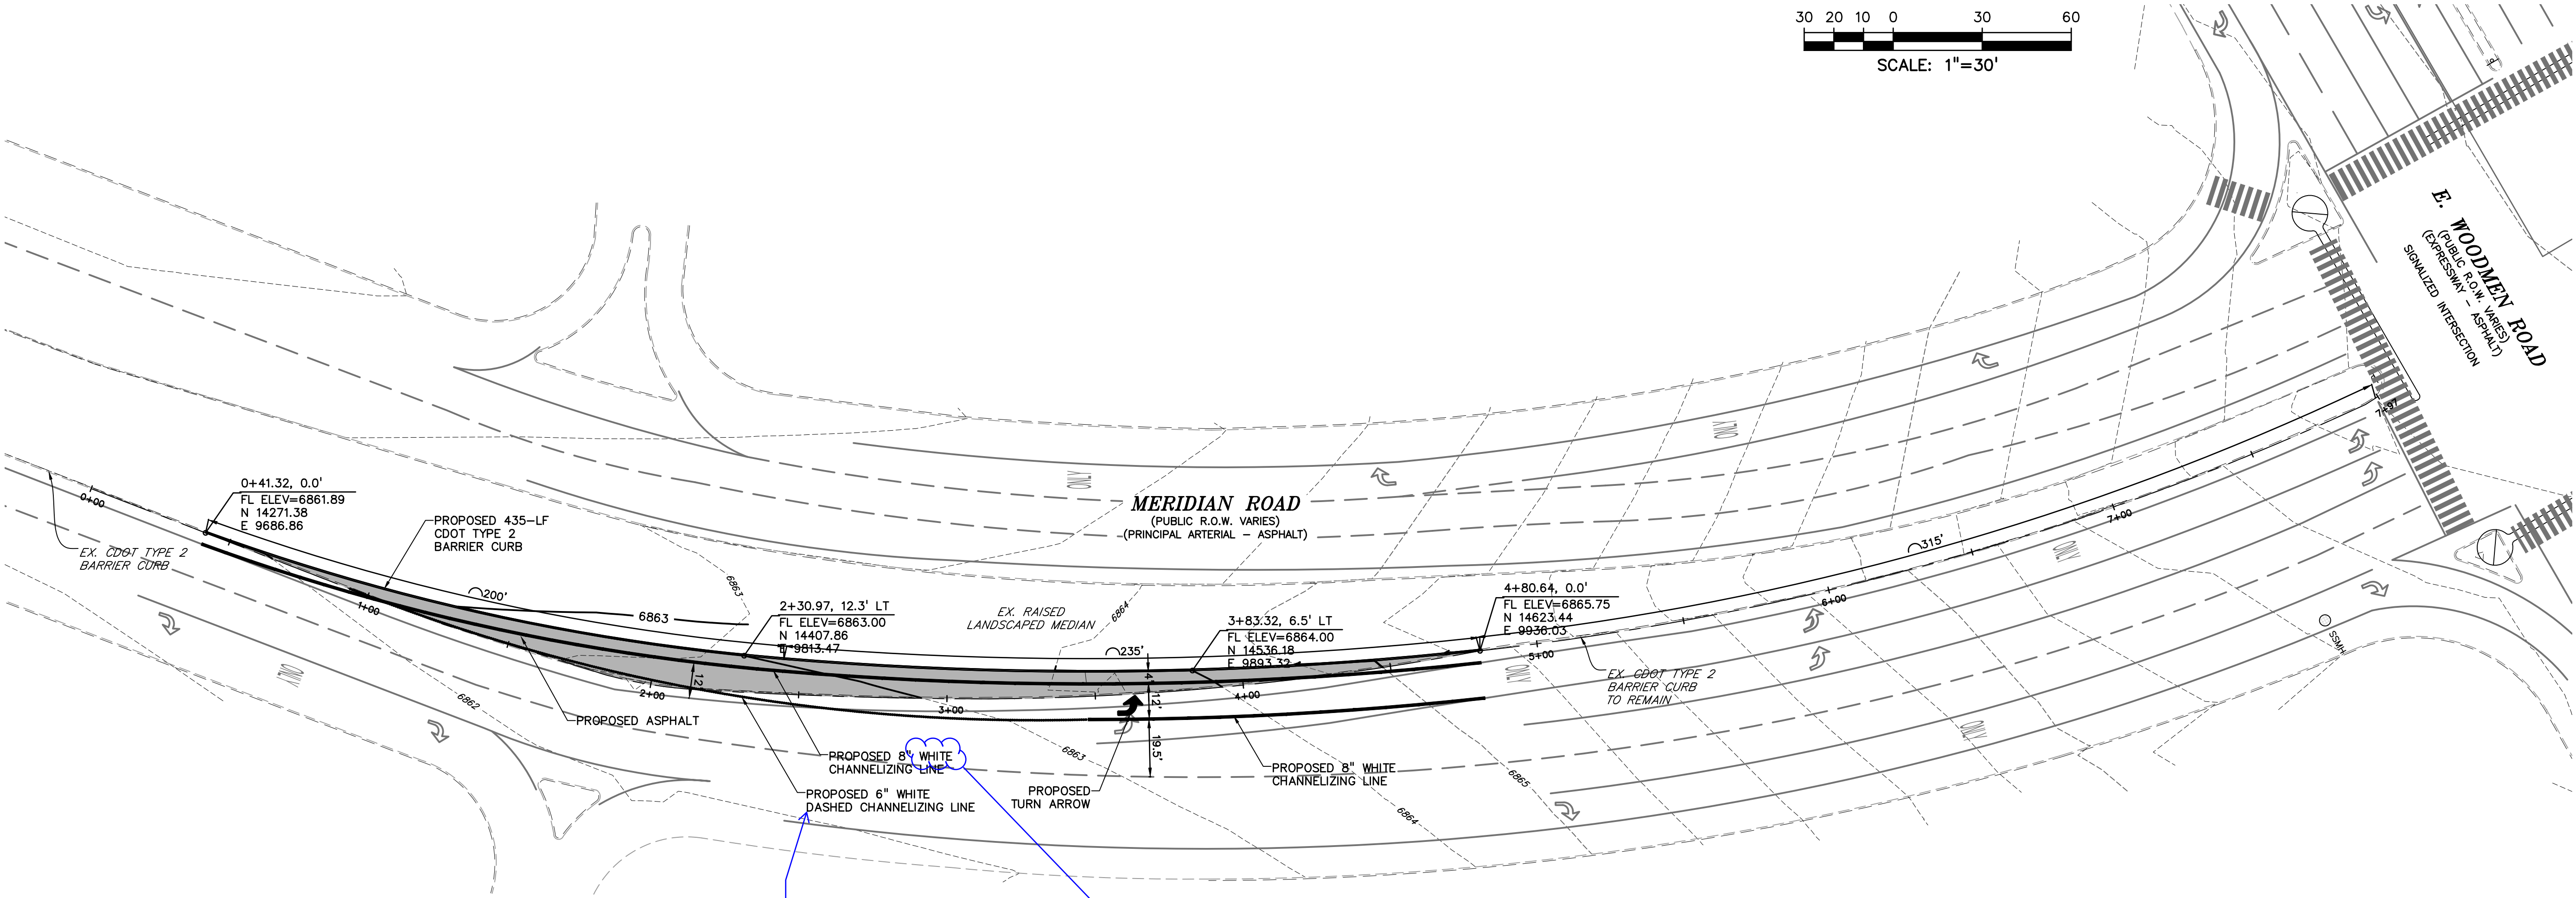 30 20 10 0 30 60
SCALE: 1"=30'
E. WOODMEN ROAD
(PUBLIC R.O.W. VARIES)
(EXPRESSWAY - ASPHALT)
SIGNALIZED INTERSECTION
0+00
0+41.32, 0.0'
FL ELEV=6861.89
N 14271.38
E 9686.86
EX. CDOT TYPE 2
BARRIER CURB
PROPOSED 435-LF
CDOT TYPE 2
BARRIER CURB
1+00
200'
6863
6863
2+30.97, 12.3' LT
FL ELEV=6863.00
N 14407.86
E 9813.47
EX. RAISED
LANDSCAPED MEDIAN
6864
MERIDIAN ROAD
(PUBLIC R.O.W. VARIES)
(PRINCIPAL ARTERIAL - ASPHALT)
ONLY
ONLY
235'
3+83.32, 6.5' LT
FL ELEV=6864.00
N 14536.18
E 9893.32
4+80.64, 0.0'
FL ELEV=6865.75
N 14623.44
E 9936.03
315'
7+97
7+00
6+00
5+00
4+00
3+00
2+00
12'
4'
12'
19.5'
ONLY
ONLY
ONLY
ONLY
EX. CDOT TYPE 2
BARRIER CURB
TO REMAIN
SSMH
6862
6863
6864
6865
PROPOSED ASPHALT
PROPOSED 8" WHITE
CHANNELIZING LINE
PROPOSED 6" WHITE
DASHED CHANNELIZING LINE
PROPOSED
TURN ARROW
PROPOSED 8" WHITE
CHANNELIZING LINE